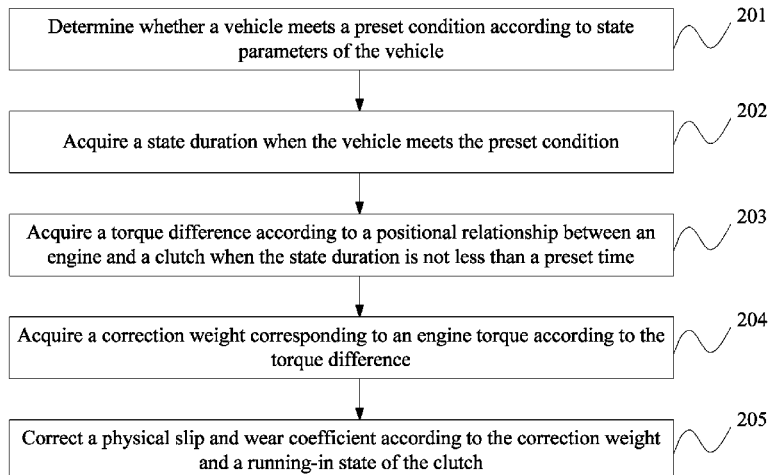 Determine whether a vehicle meets a preset condition according to state
parameters of the vehicle
201
Acquire a state duration when the vehicle meets the preset condition
202
Acquire a torque difference according to a positional relationship between an
engine and a clutch when the state duration is not less than a preset time
203
Acquire a correction weight corresponding to an engine torque according to the
torque difference
204
Correct a physical slip and wear coefficient according to the correction weight
and a running-in state of the clutch
205